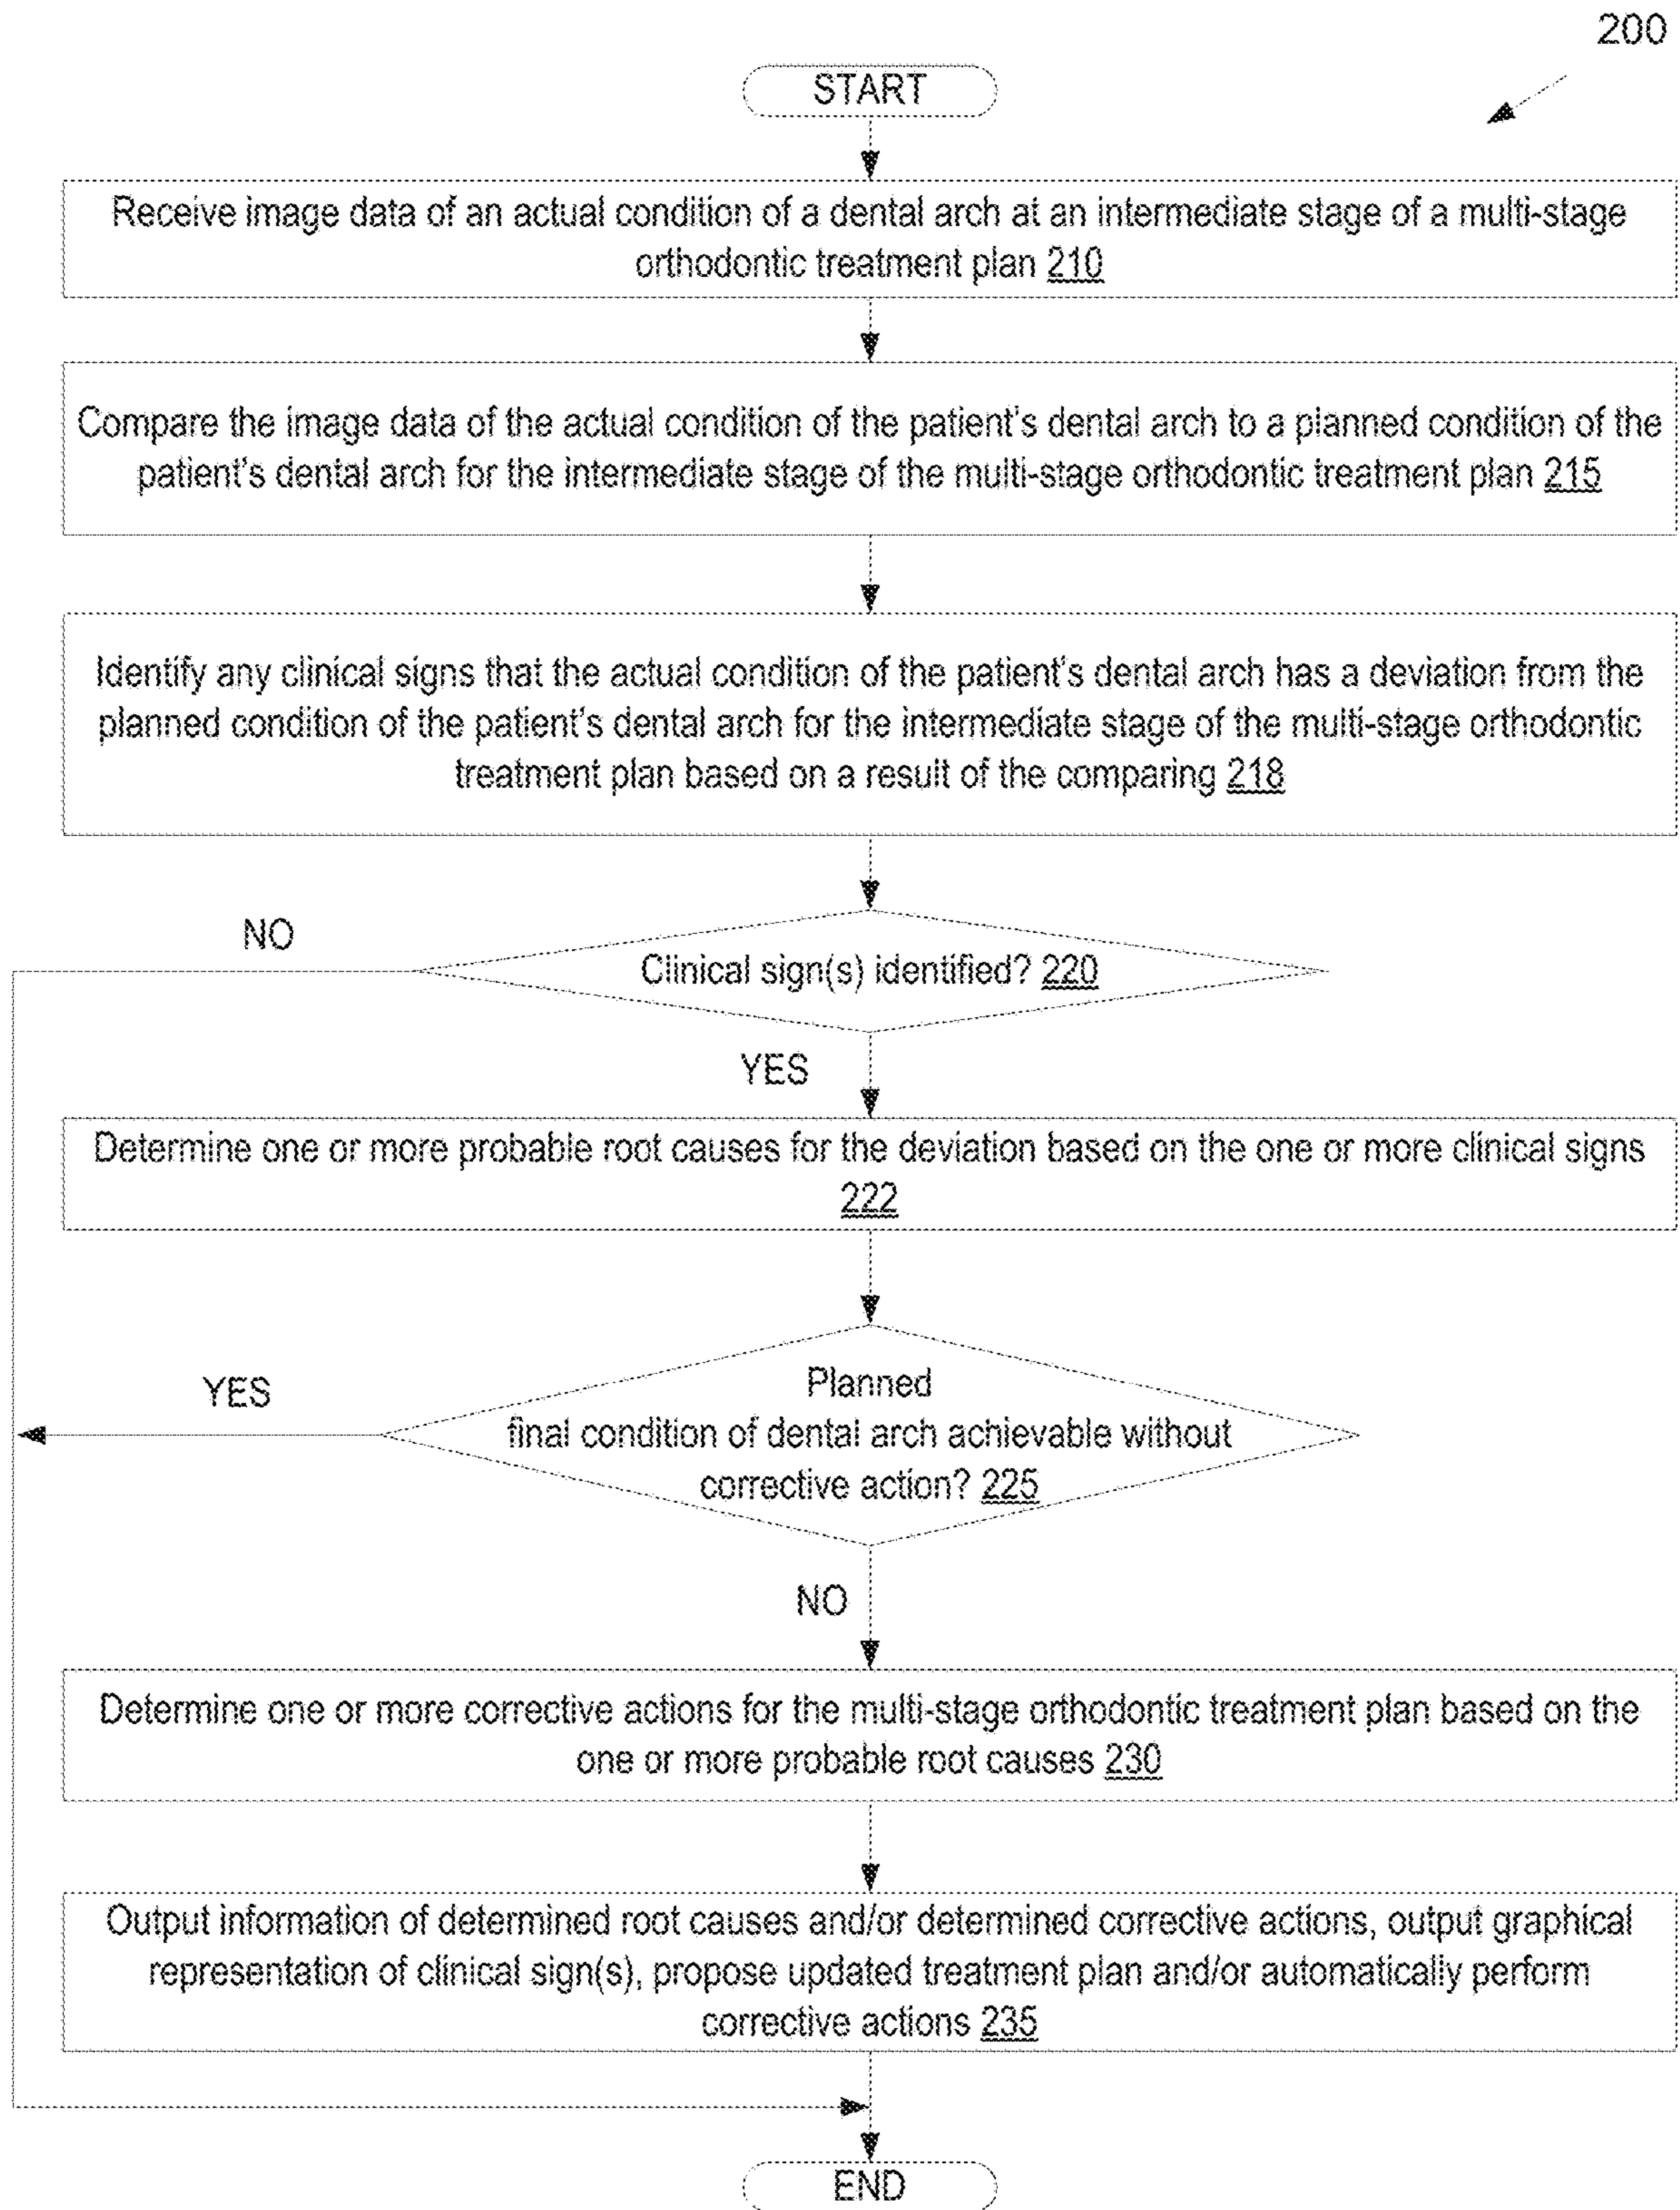 200
START
Receive image data of an actual condition of a dental arch at an intermediate stage of a multi-stage
orthodontic treatment plan 210
Compare the image data of the actual condition of the patient's dental arch to a planned condition of the
patient's dental arch for the intermediate stage of the multi-stage orthodontic treatment plan 215
Identify any clinical signs that the actual condition of the patient's dental arch has a deviation from the
planned condition of the patient's dental arch for the intermediate stage of the multi-stage orthodontic
treatment plan based on a result of the comparing 218
NO
Clinical sign(s) identified? 220
YES
Determine one or more probable root causes for the deviation based on the one or more clinical signs
222
YES
Planned
final condition of dental arch achievable without
corrective action? 225
NO
Determine one or more corrective actions for the multi-stage orthodontic treatment plan based on the
one or more probable root causes 230
Output information of determined root causes and/or determined corrective actions, output graphical
representation of clinical sign(s), propose updated treatment plan and/or automatically perform
corrective actions 235
END